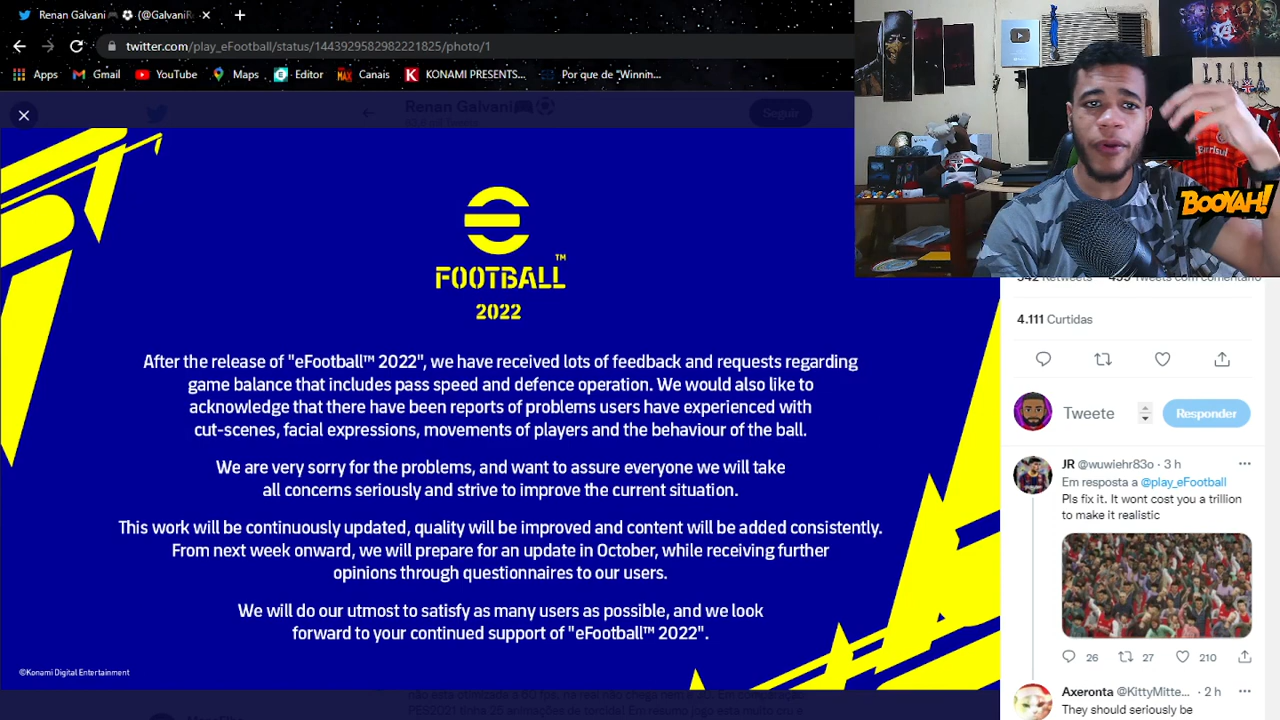 Renan Galvani🎮 ⚽ (@GalvaniR
twitter.com/play_eFootball/status/1443929582982221825/photo/1
Apps Gmail YouTube Maps Editor Canais KONAMI PRESENTS... Por que de "Winnin...
Renan Galvani
Seguir
FOOTBALL™
2022
After the release of "eFootball™ 2022", we have received lots of feedback and requests regarding
game balance that includes pass speed and defence operation. We would also like to
acknowledge that there have been reports of problems users have experienced with
cut-scenes, facial expressions, movements of players and the behaviour of the ball.
We are very sorry for the problems, and want to assure everyone we will take
all concerns seriously and strive to improve the current situation.
This work will be continuously updated, quality will be improved and content will be added consistently.
From next week onward, we will prepare for an update in October, while receiving further
opinions through questionnaires to our users.
We will do our utmost to satisfy as many users as possible, and we look
forward to your continued support of "eFootball™ 2022".
©Konami Digital Entertainment
BOOYAH!
Retweets Tweets com comentário
4.111 Curtidas
Tweete Responder
JR @wuwiehr83o · 3 h
Em resposta a @play_eFootball
Pls fix it. It wont cost you a trillion
to make it realistic
26 27 210
Axeronta @KittyMitte... · 2 h
They should seriously be